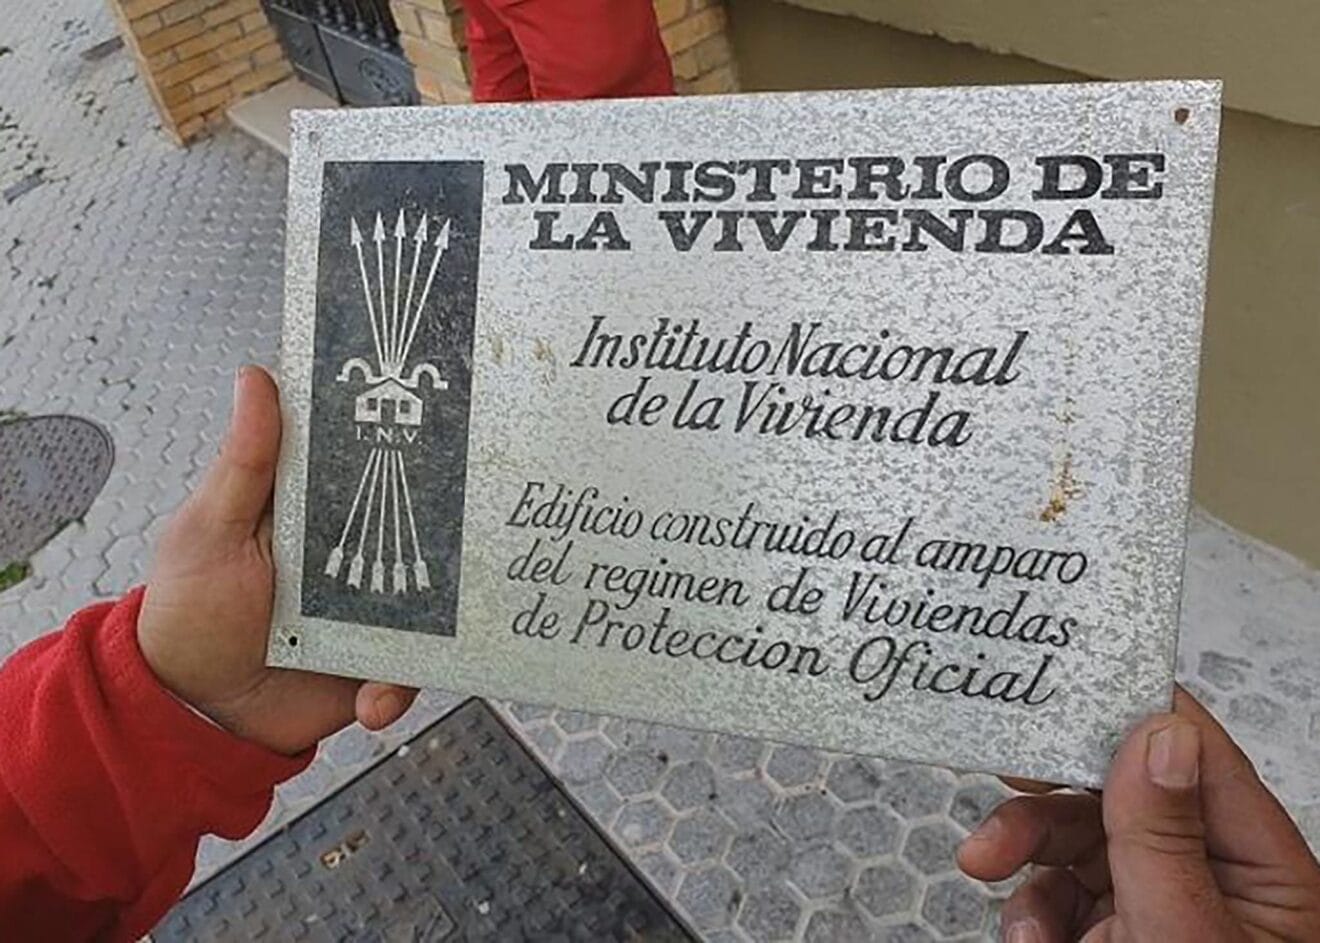 MINISTERIO DE
LA VIVIENDA
Instituto Nacional
de la Vivienda
I.N.V.
Edificio construido al amparo
del regimen de Viviendas
de Proteccion Oficial